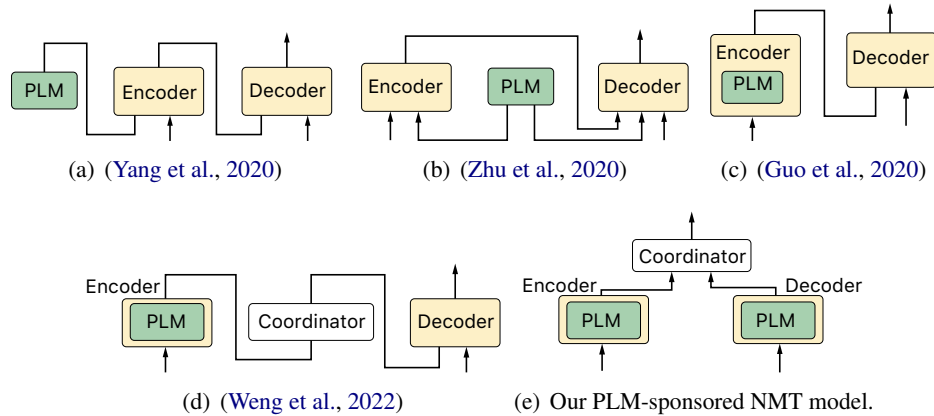 PLM
Encoder
Decoder
(a) (Yang et al., 2020)
Encoder
PLM
Decoder
(b) (Zhu et al., 2020)
Encoder
PLM
Decoder
(c) (Guo et al., 2020)
Encoder
PLM
Coordinator
Decoder
(d) (Weng et al., 2022)
Coordinator
Encoder
PLM
Decoder
PLM
(e) Our PLM-sponsored NMT model.